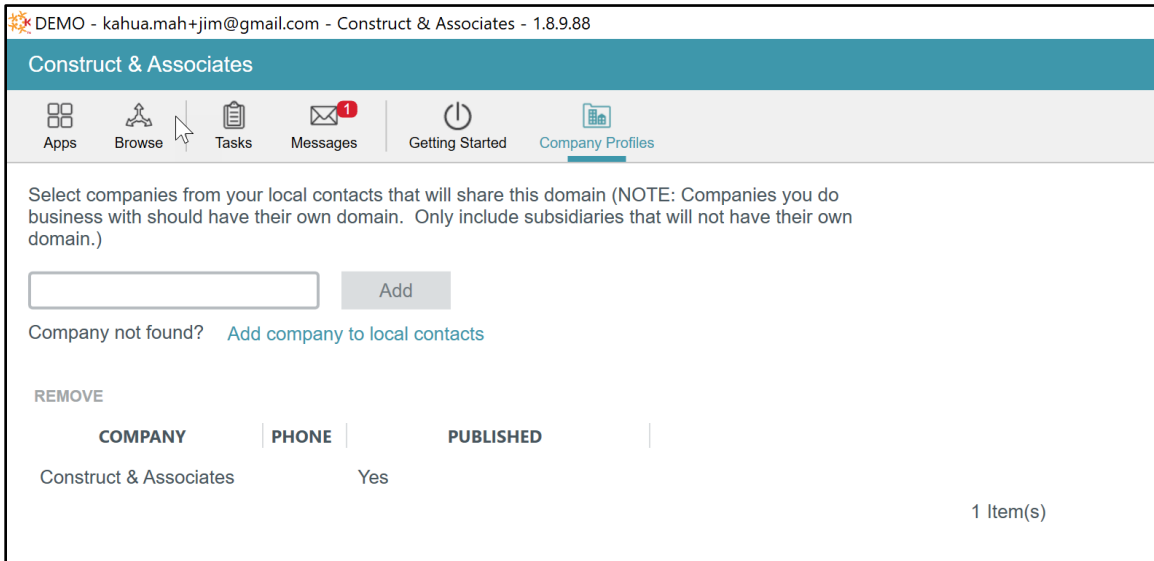 DEMO - kahua.mah+jim@gmail.com - Construct & Associates - 1.8.9.88
Construct & Associates
1
Apps Browse Tasks Messages Getting Started Company Profiles
Select companies from your local contacts that will share this domain (NOTE: Companies you do
business with should have their own domain.  Only include subsidiaries that will not have their own
domain.)
Add
Company not found? Add company to local contacts
REMOVE
COMPANY PHONE PUBLISHED
Construct & Associates Yes
1 Item(s)